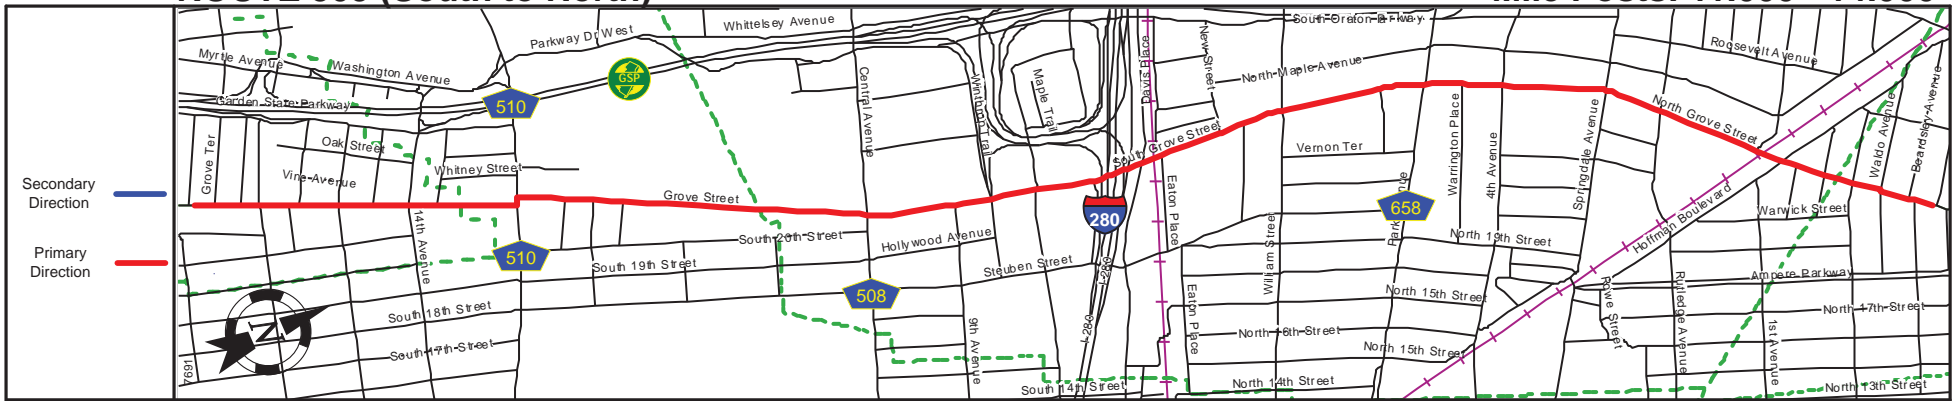 Secondary
Direction
Primary
Direction
Myrtle Avenue
Washington Avenue
Parkway Dr West
Whittelsey Avenue
South Oraton Parkway
Roosevelt Avenue
Garden State Parkway
510
GSP
Central Avenue
Winthrop Trail
Maple Trail
Davis Place
New Street
North Maple Avenue
Grove Ter
Oak Street
Vine Avenue
Whitney Street
Grove Street
South Grove Street
Vernon Ter
Warrington Place
4th Avenue
Springdale Avenue
North Grove Street
Waldo Avenue
Beardsley Avenue
14th Avenue
510
South 20th Street
South 19th Street
Hollywood Avenue
Steuben Street
508
280
I-280
I-280
Eaton Place
Eaton Place
William Street
658
North 19th Street
Hoffman Boulevard
Warwick Street
Ampere Parkway
North 15th Street
Rowe Street
Rutledge Avenue
North 17th Street
South 18th Street
South 17th Street
N
9th Avenue
South 14th Street
North 16th Street
North 15th Street
North 14th Street
1st Avenue
North 13th Street